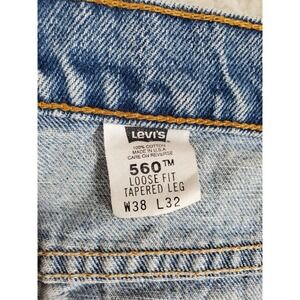 Levi's
100% COTTON
MADE IN U.S.A.
CARE ON REVERSE
560™
LOOSE FIT
TAPERED LEG
W38 L32